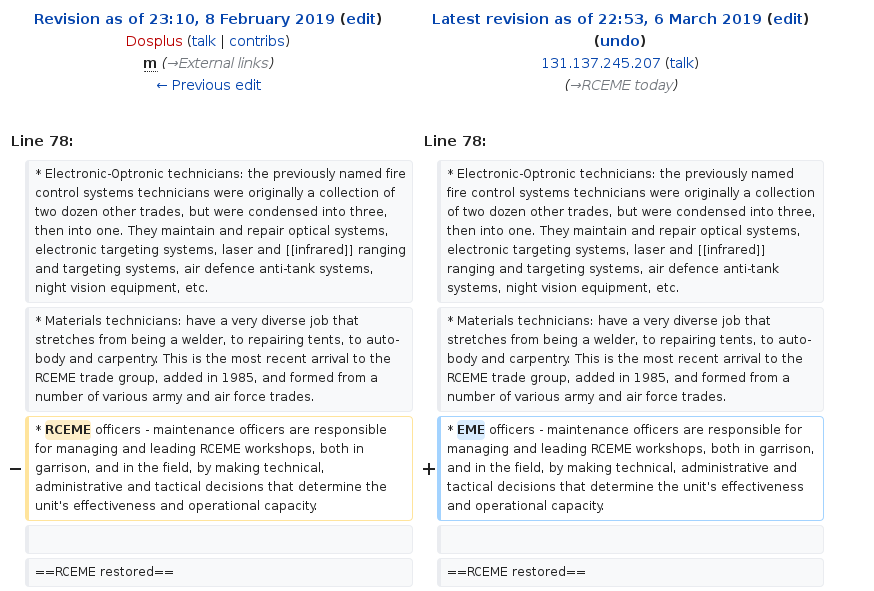 Revision as of 23:10, 8 February 2019 (edit)
Dosplus (talk | contribs)
m (→External links)
← Previous edit
Latest revision as of 22:53, 6 March 2019 (edit)
(undo)
131.137.245.207 (talk)
(→RCEME today)
Line 78:
Line 78:
* Electronic-Optronic technicians: the previously named fire
control systems technicians were originally a collection of
two dozen other trades, but were condensed into three,
then into one. They maintain and repair optical systems,
electronic targeting systems, laser and [[infrared]] ranging
and targeting systems, air defence anti-tank systems,
night vision equipment, etc.
* Electronic-Optronic technicians: the previously named
fire control systems technicians were originally a collection
of two dozen other trades, but were condensed into three,
then into one. They maintain and repair optical systems,
electronic targeting systems, laser and [[infrared]]
ranging and targeting systems, air defence anti-tank
systems, night vision equipment, etc.
* Materials technicians: have a very diverse job that
stretches from being a welder, to repairing tents, to auto-
body and carpentry. This is the most recent arrival to the
RCEME trade group, added in 1985, and formed from a
number of various army and air force trades.
* Materials technicians: have a very diverse job that
stretches from being a welder, to repairing tents, to auto-
body and carpentry. This is the most recent arrival to the
RCEME trade group, added in 1985, and formed from a
number of various army and air force trades.
− * RCEME officers - maintenance officers are responsible
for managing and leading RCEME workshops, both in
garrison, and in the field, by making technical,
administrative and tactical decisions that determine the
unit's effectiveness and operational capacity.
+ * EME officers - maintenance officers are responsible for
managing and leading RCEME workshops, both in garrison,
and in the field, by making technical, administrative and
tactical decisions that determine the unit's effectiveness
and operational capacity.
==RCEME restored==
==RCEME restored==